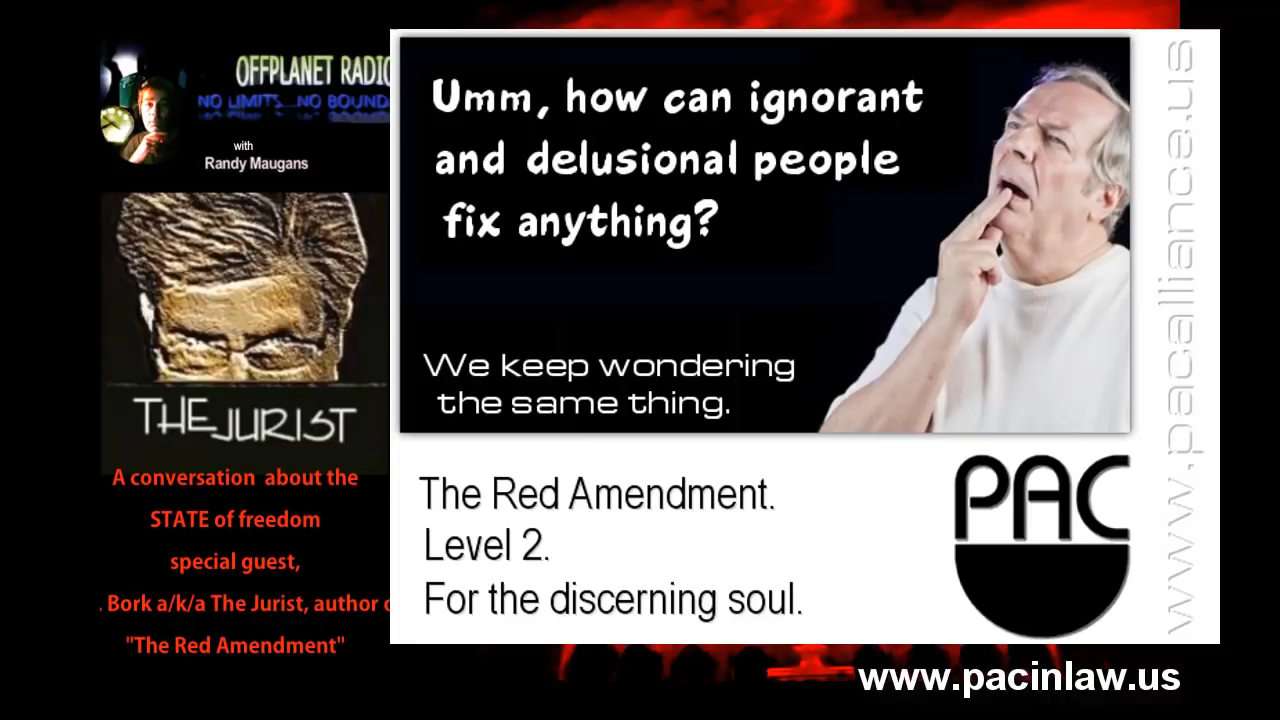 OFFPLANET RADIO
NO LIMITS...NO BOUND
with
Randy Maugans
THE JURIST
A conversation about the
STATE of freedom
special guest,
. Bork a/k/a The Jurist, author o
"The Red Amendment"
Umm, how can ignorant
and delusional people
fix anything?
We keep wondering
the same thing.
The Red Amendment.
Level 2.
For the discerning soul.
PAC
www.pacalliance.us
www.pacinlaw.us